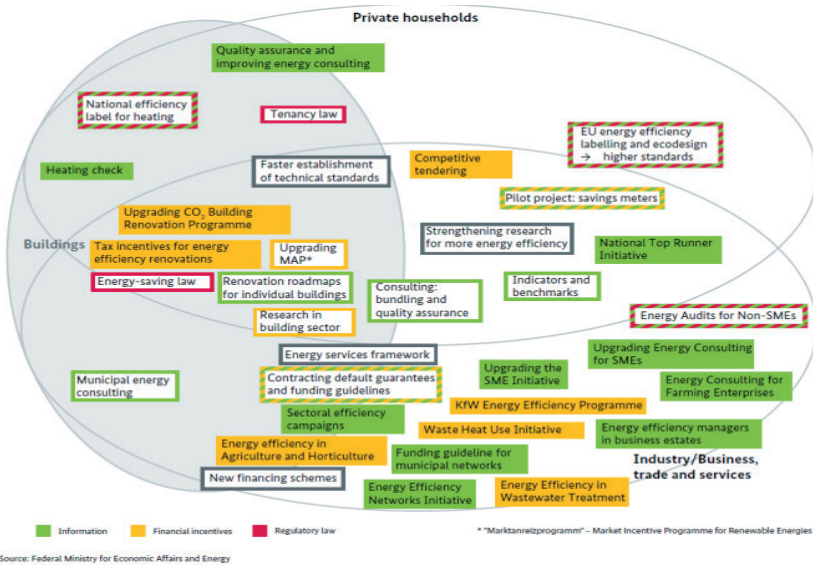 Private households
Quality assurance and
improving energy consulting
National efficiency
label for heating
Tenancy law
EU energy efficiency
labelling and ecodesign
→ higher standards
Heating check
Faster establishment
of technical standards
Competitive
tendering
Pilot project: savings meters
Upgrading CO₂ Building
Renovation Programme
Strengthening research
for more energy efficiency
Buildings
Tax incentives for energy
efficiency renovations
Upgrading
MAP*
National Top Runner
Initiative
Energy-saving law
Renovation roadmaps
for individual buildings
Consulting:
bundling and
quality assurance
Indicators and
benchmarks
Research in
building sector
Energy Audits for Non-SMEs
Energy services framework
Upgrading Energy Consulting
for SMEs
Municipal energy
consulting
Contracting default guarantees
and funding guidelines
Upgrading the
SME Initiative
Energy Consulting for
Farming Enterprises
Sectoral efficiency
campaigns
KfW Energy Efficiency Programme
Waste Heat Use Initiative
Energy efficiency managers
in business estates
Energy efficiency in
Agriculture and Horticulture
Funding guideline for
municipal networks
Industry/Business,
trade and services
New financing schemes
Energy Efficiency
Networks Initiative
Energy Efficiency in
Wastewater Treatment
Information
Financial incentives
Regulatory law
* "Marktanreizprogramm" – Market Incentive Programme for Renewable Energies
Source: Federal Ministry for Economic Affairs and Energy